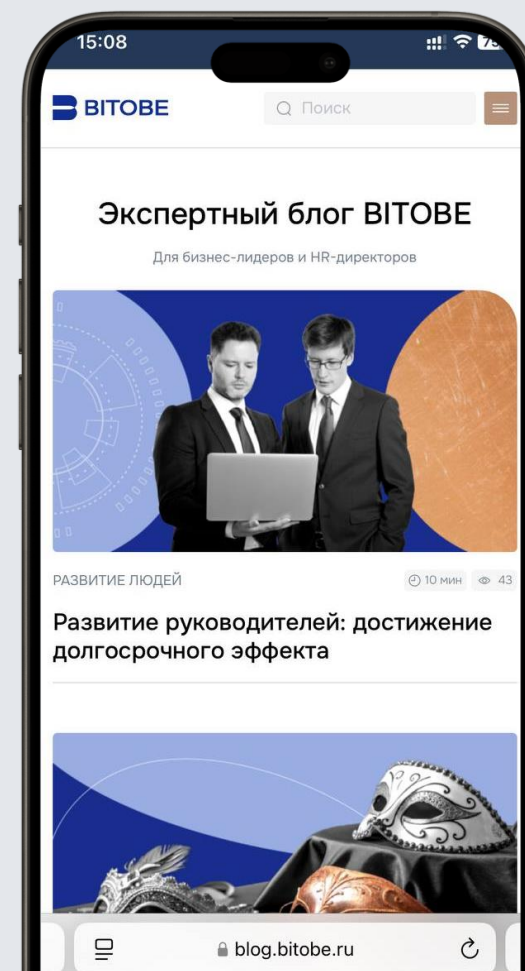 15:08
BITOBE
Поиск
Экспертный блог BITOBE
Для бизнес-лидеров и HR-директоров
РАЗВИТИЕ ЛЮДЕЙ
10 мин
43
Развитие руководителей: достижение
долгосрочного эффекта
blog.bitobe.ru